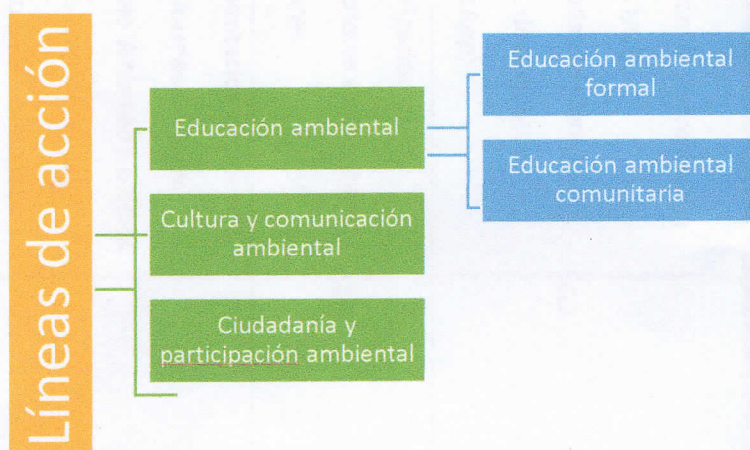 Líneas de acción
Educación ambiental
Cultura y comunicación
ambiental
Ciudadanía y
participación ambiental
Educación ambiental
formal
Educación ambiental
comunitaria